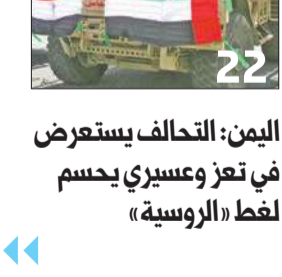 22
اليمن: التحالف يستعرض
في تعز وعسيري يحسم
لغط «الروسية»